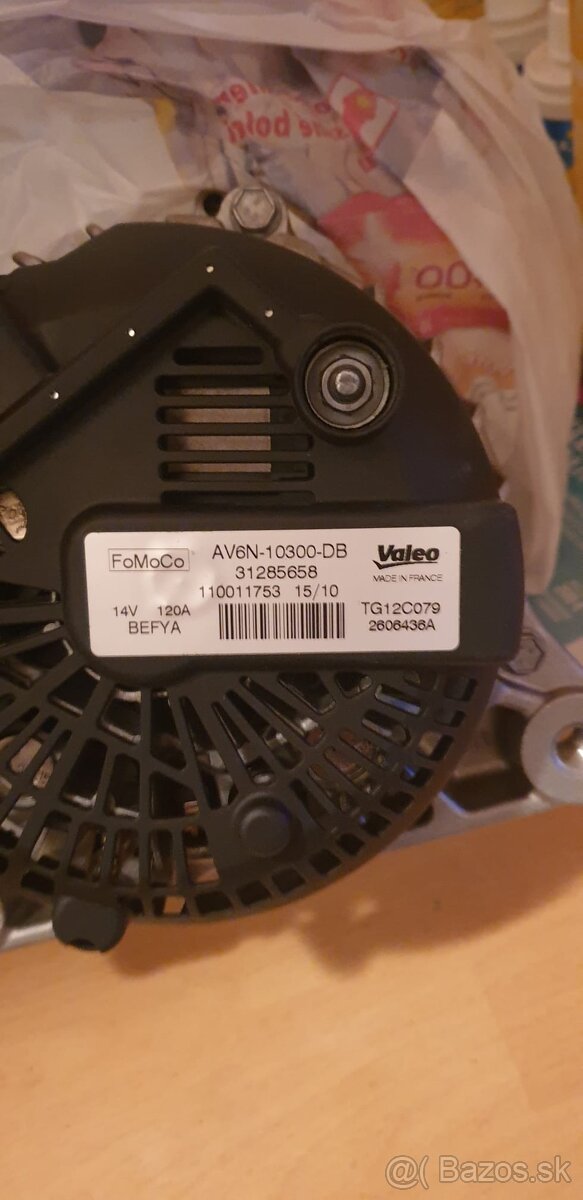 FoMoCo
AV6N-10300-DB
31285658
110011753 15/10
14V 120A
BEFYA
Valeo
MADE IN FRANCE
TG12C079
2606436A
@( Bazos.sk